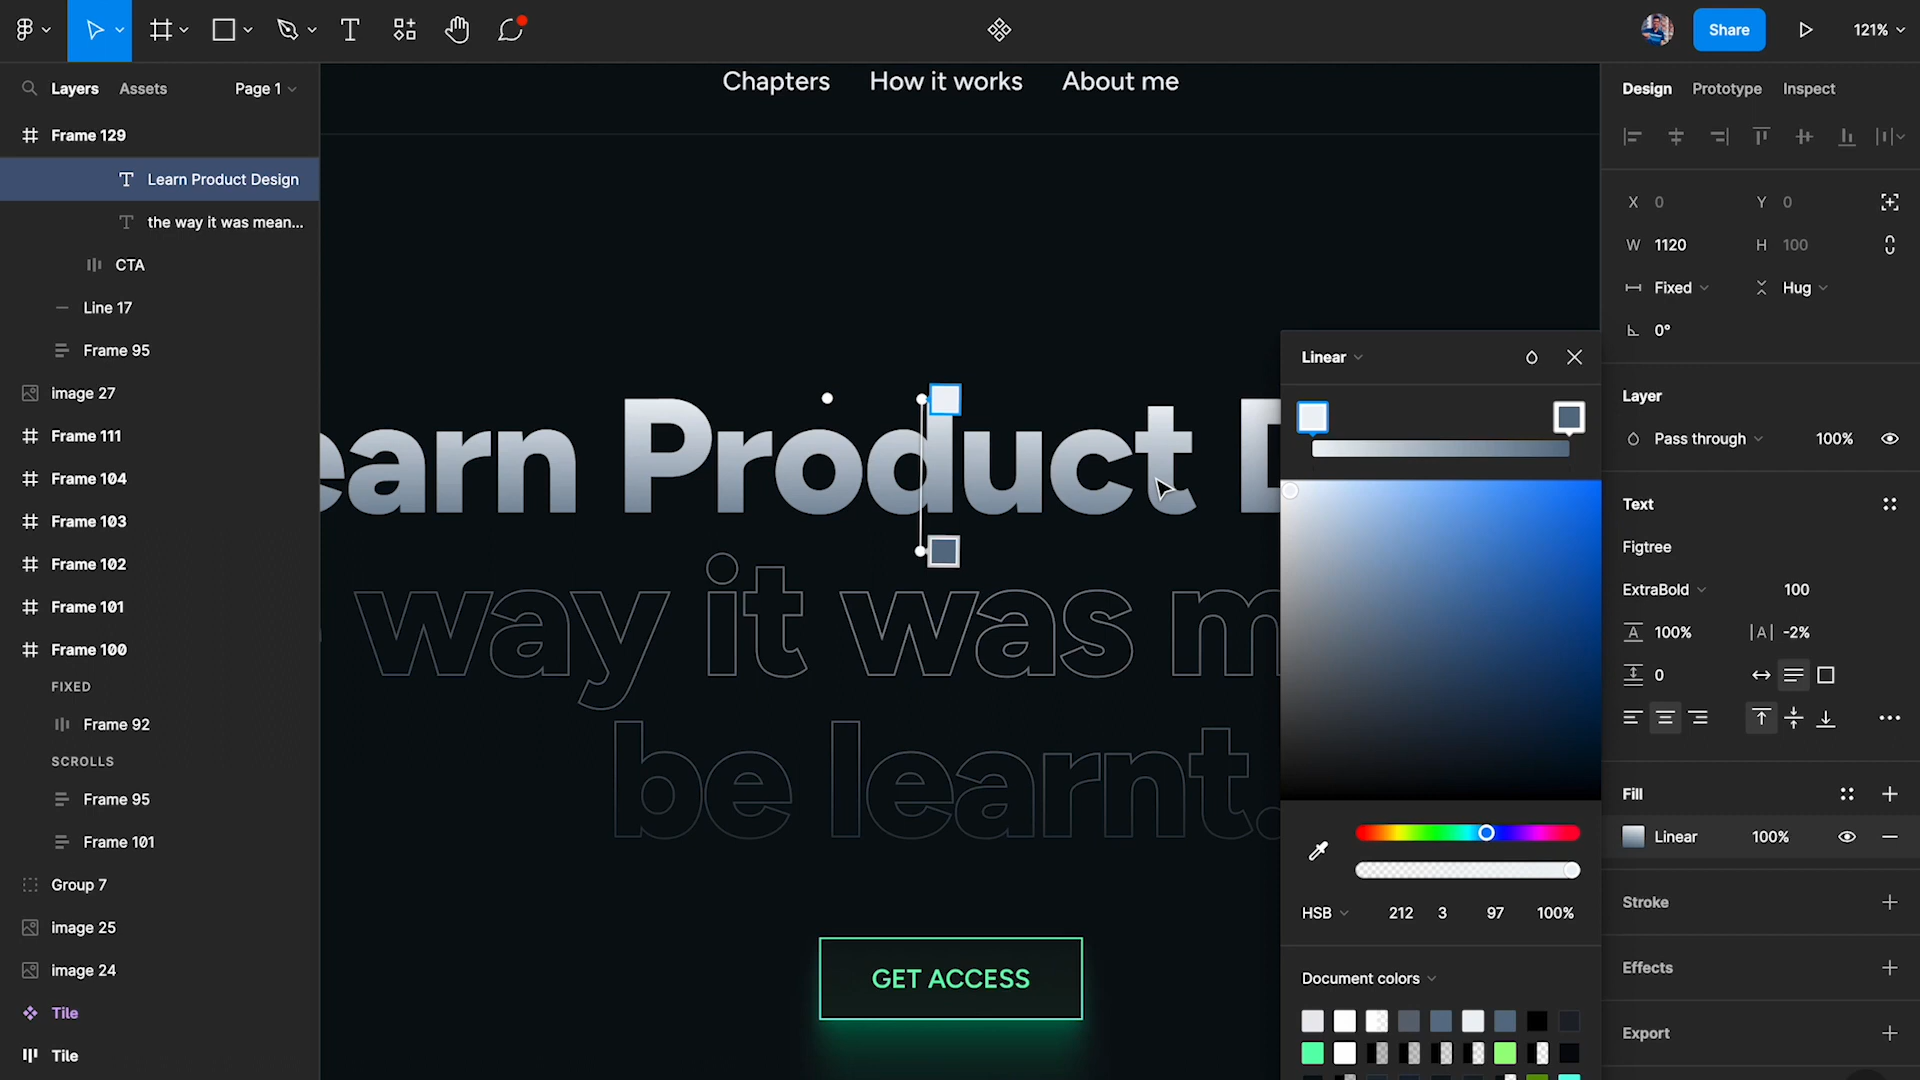 Share
121%
Layers
Assets
Page 1
Frame 129
Learn Product Design
the way it was mean...
CTA
Line 17
Frame 95
image 27
Frame 111
Frame 104
Frame 103
Frame 102
Frame 101
Frame 100
FIXED
Frame 92
SCROLLS
Frame 95
Frame 101
Group 7
image 25
image 24
Tile
Tile
Chapters
How it works
About me
earn Product D
way it was m
be learnt.
GET ACCESS
Linear
HSB
212
3
97
100%
Document colors
Design
Prototype
Inspect
X 0
Y 0
W 1120
H 100
Fixed
Hug
0°
Layer
Pass through
100%
Text
Figtree
ExtraBold
100
A 100%
|A| -2%
0
Fill
Linear
100%
Stroke
Effects
Export